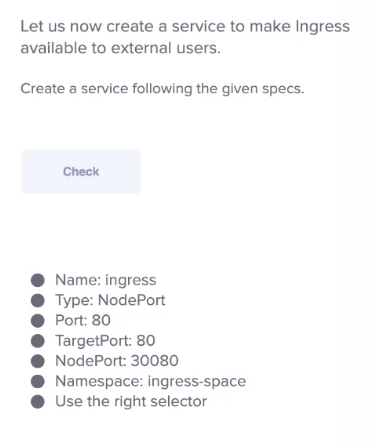 Let us now create a service to make Ingress
available to external users.
Create a service following the given specs.
Check
Name: ingress
Type: NodePort
Port: 80
TargetPort: 80
NodePort: 30080
Namespace: ingress-space
Use the right selector